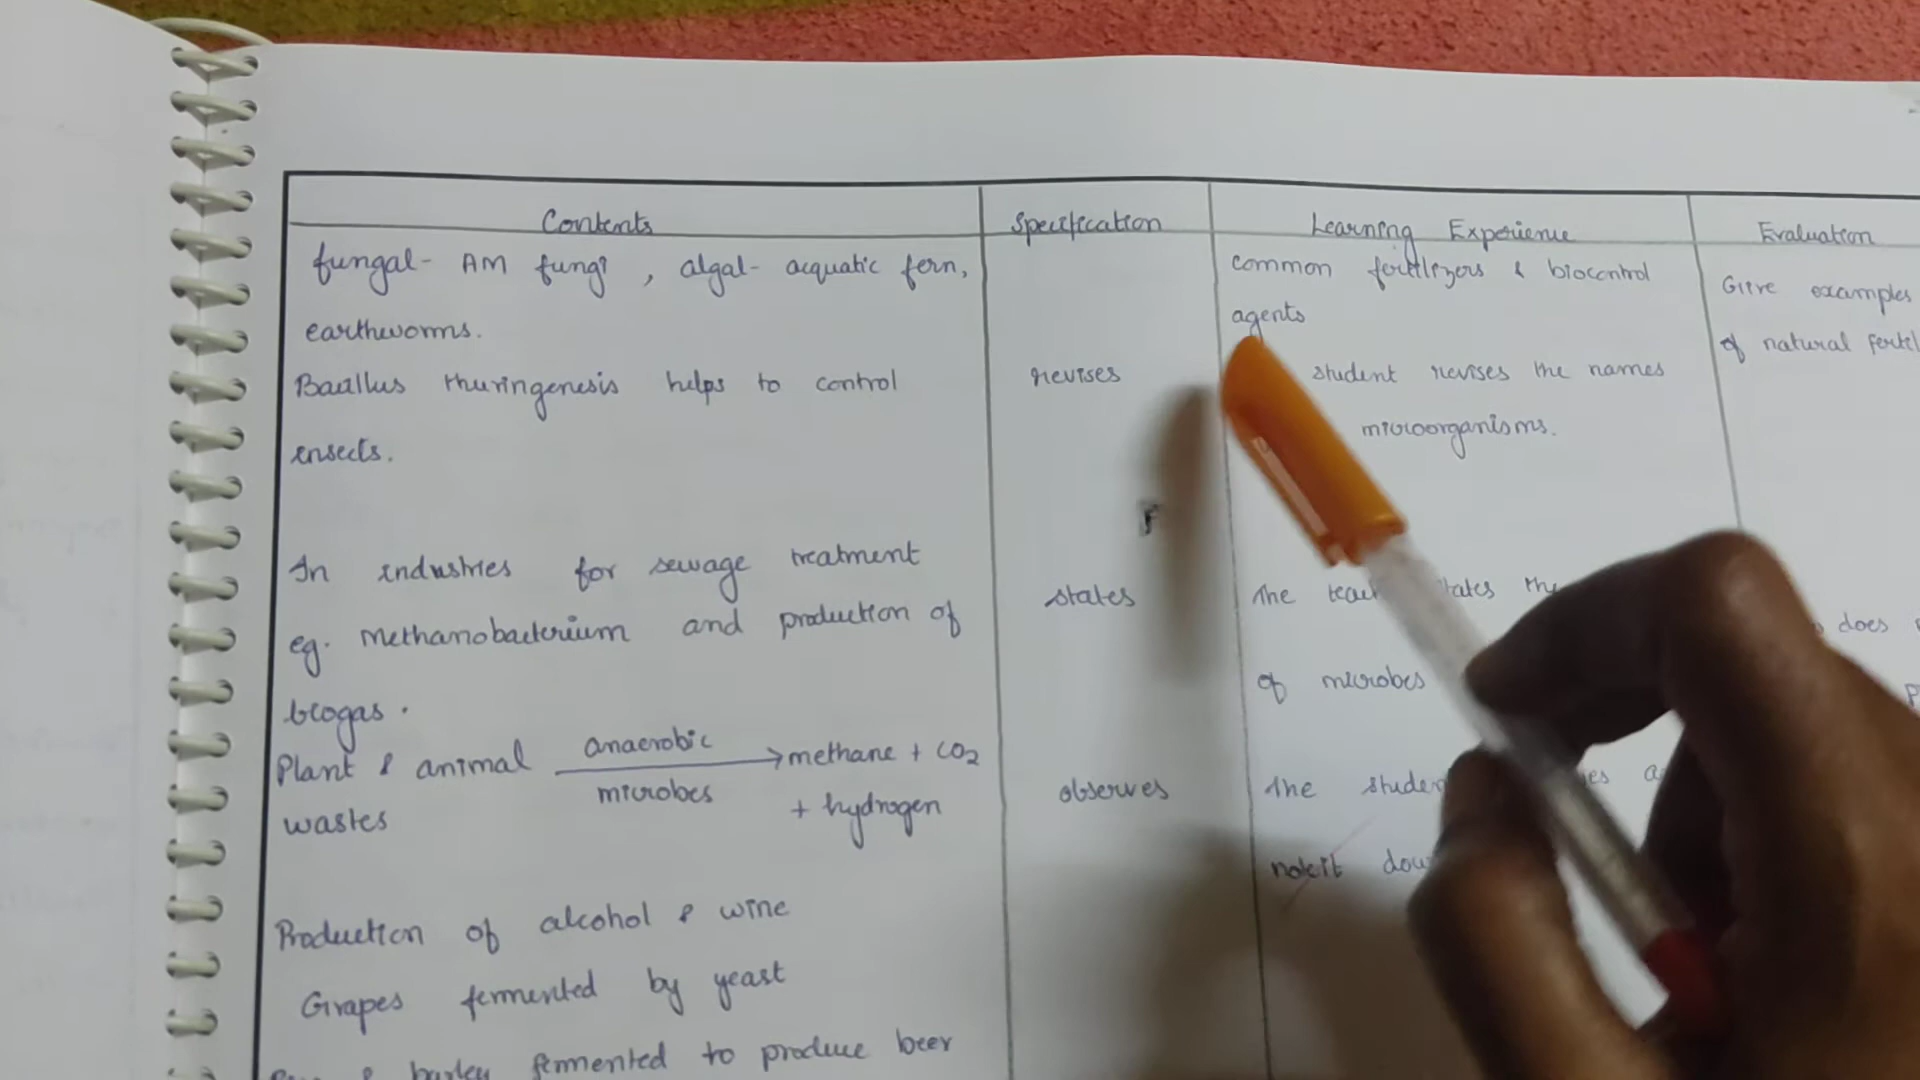 Contents
Specification
Learning Experience
Evaluation
fungal- AM fungi , algal- acquatic fern,
earthworms.
Bacillus thuringenesis helps to control
insects.
In industries for sewage treatment
eg. Methanobacterium and production of
biogas.
Plant & animal wastes
anaerobic
microbes
methane + CO2
+ hydrogen
Production of alcohol & wine
Grapes fermented by yeast
& barley fermented to produce beer
revises
states
observes
common fertilizers & biocontrol
agents
student revises the names
microorganisms.
The
of microbes
The
down
Give examples
of natural
does